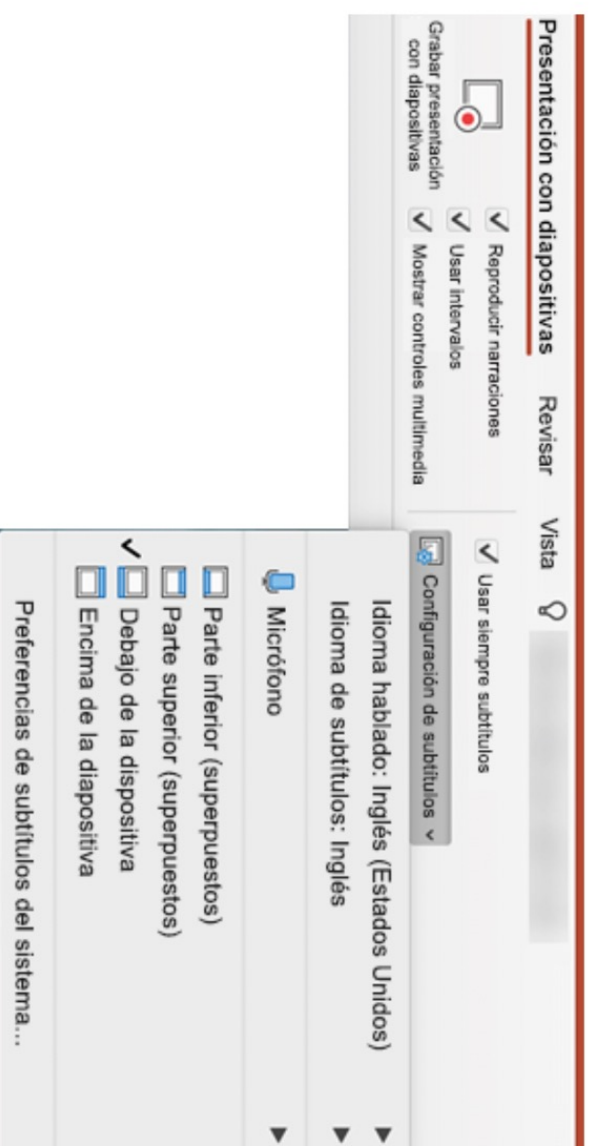 Presentación con diapositivas Revisar Vista
Grabar presentación
con diapositivas
Reproducir narraciones
Usar intervalos
Mostrar controles multimedia
Usar siempre subtítulos
Configuración de subtítulos
Idioma hablado: Inglés (Estados Unidos)
Idioma de subtítulos: Inglés
Micrófono
Parte inferior (superpuestos)
Parte superior (superpuestos)
Debajo de la dispositiva
Encima de la diapositiva
Preferencias de subtítulos del sistema...